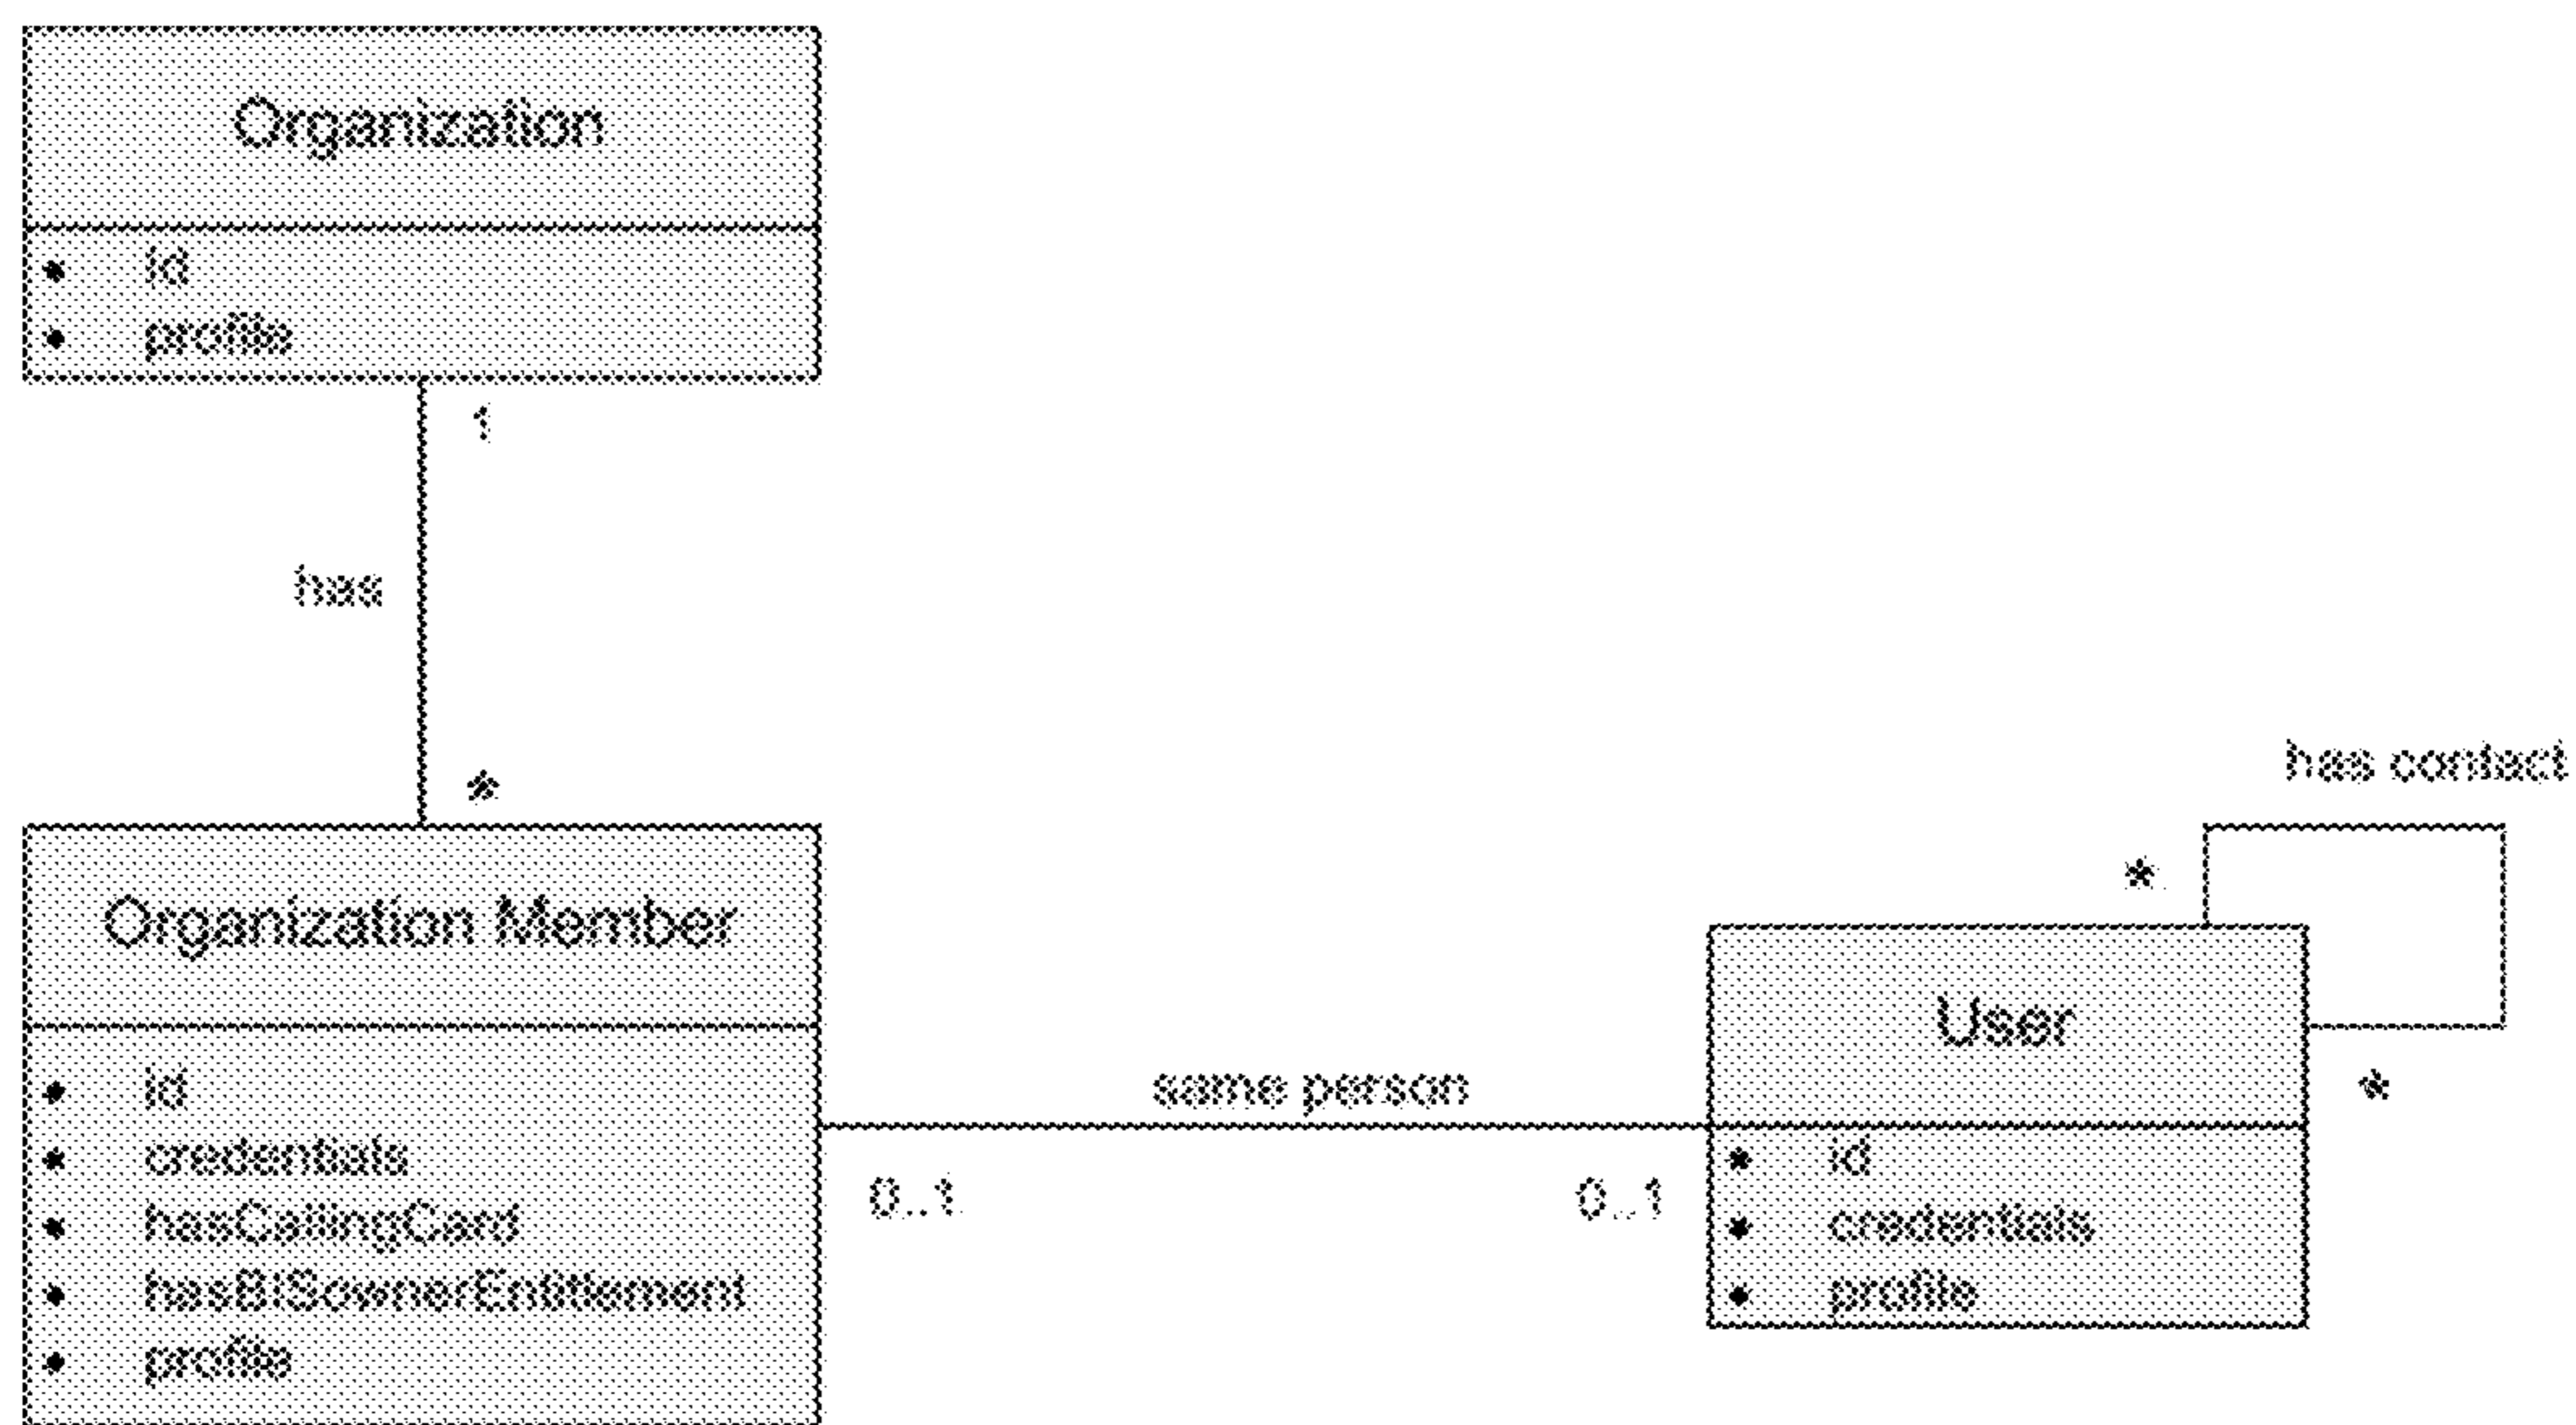 Organization
• id
• profile
1
has
*
has contact
*
Organization Member
User
*
• id
same person
• credentials
• id
0..1
0..1
• hasCallingCard
• credentials
• hasBISownerEntitlement
• profile
• profile